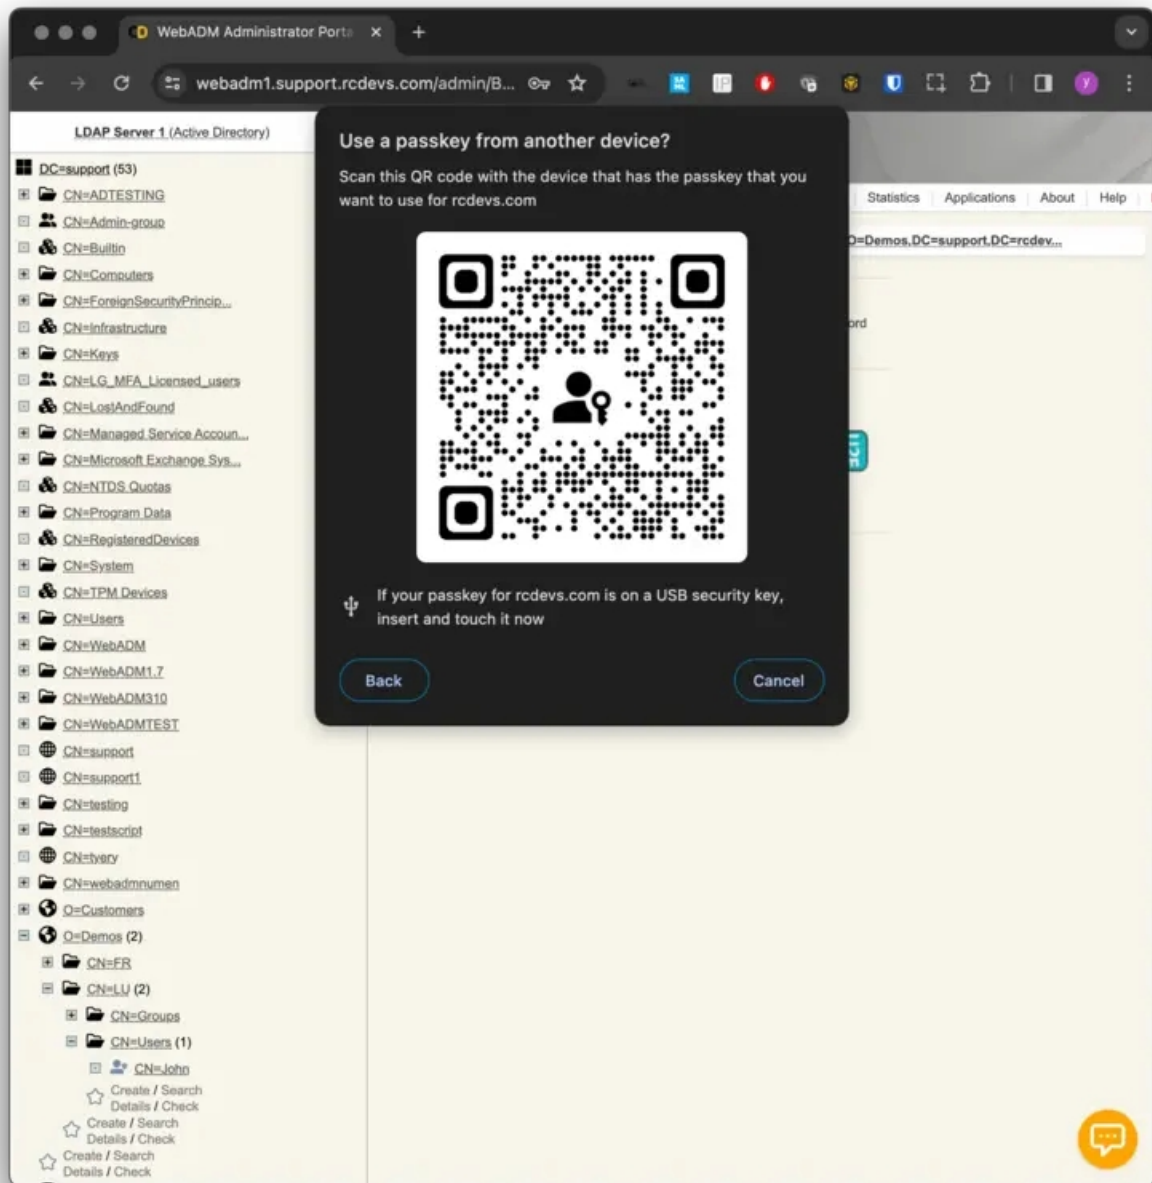 WebADM Administrator Porta
webadm1.support.rcdevs.com/admin/B...
LDAP Server 1 (Active Directory)
DC=support (53)
CN=ADTESTING
CN=Admin-group
CN=Builtin
CN=Computers
CN=ForeignSecurityPrincip...
CN=Infrastructure
CN=Keys
CN=LG_MFA_Licensed_users
CN=LostAndFound
CN=Managed Service Accoun...
CN=Microsoft Exchange Sys...
CN=NTDS Quotas
CN=Program Data
CN=RegisteredDevices
CN=System
CN=TPM Devices
CN=Users
CN=WebADM
CN=WebADM1.7
CN=WebADM310
CN=WebADMTEST
CN=support
CN=support1
CN=testing
CN=testscript
CN=tyery
CN=webadmnumen
O=Customers
O=Demos (2)
CN=FR
CN=LU (2)
CN=Groups
CN=Users (1)
CN=John
Create / Search
Details / Check
Create / Search
Details / Check
Create / Search
Details / Check
Use a passkey from another device?
Scan this QR code with the device that has the passkey that you
want to use for rcdevs.com
If your passkey for rcdevs.com is on a USB security key,
insert and touch it now
Back
Cancel
Statistics
Applications
About
Help
O=Demos,DC=support,DC=rcdev...
ord